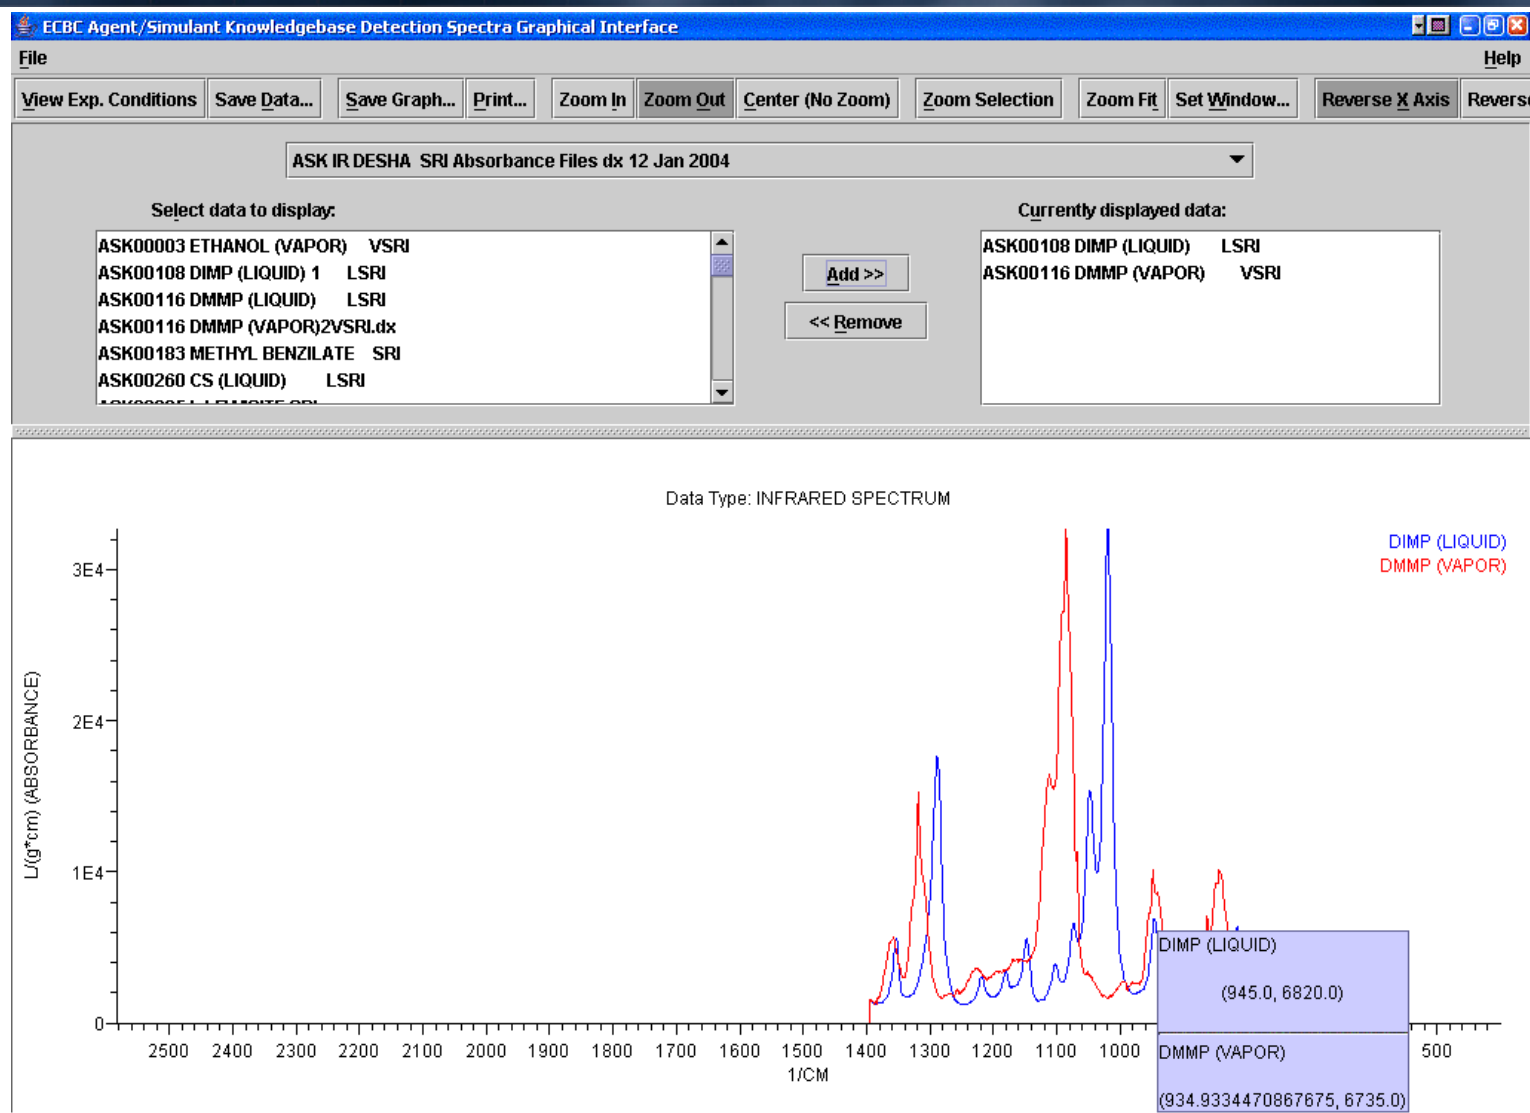 ECBC Agent/Simulant Knowledgebase Detection Spectra Graphical Interface
File Help
View Exp. Conditions Save Data... Save Graph... Print... Zoom In Zoom Out Center (No Zoom) Zoom Selection Zoom Fit Set Window... Reverse X Axis Revers
ASK IR DESHA SRI Absorbance Files dx 12 Jan 2004
Select data to display:
ASK00003 ETHANOL (VAPOR) VSRI
ASK00108 DIMP (LIQUID) 1 LSRI
ASK00116 DMMP (LIQUID) LSRI
ASK00116 DMMP (VAPOR)2VSRI.dx
ASK00183 METHYL BENZILATE SRI
ASK00260 CS (LIQUID) LSRI
Add >>
<< Remove
Currently displayed data:
ASK00108 DIMP (LIQUID) LSRI
ASK00116 DMMP (VAPOR) VSRI
Data Type: INFRARED SPECTRUM
DIMP (LIQUID)
DMMP (VAPOR)
L/(g*cm) (ABSORBANCE)
3E4
2E4
1E4
0
2500 2400 2300 2200 2100 2000 1900 1800 1700 1600 1500 1400 1300 1200 1100 1000 500
1/CM
DIMP (LIQUID)
(945.0, 6820.0)
DMMP (VAPOR)
(934.9334470867675, 6735.0)